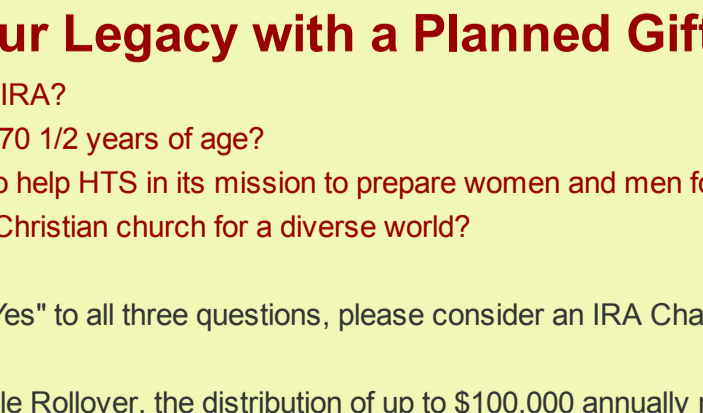 ur Legacy with a Planned Gift
IRA?
70 1/2 years of age?
o help HTS in its mission to prepare women and men fo
Christian church for a diverse world?
Yes" to all three questions, please consider an IRA Cha
le Rollover, the distribution of up to $100,000 annually